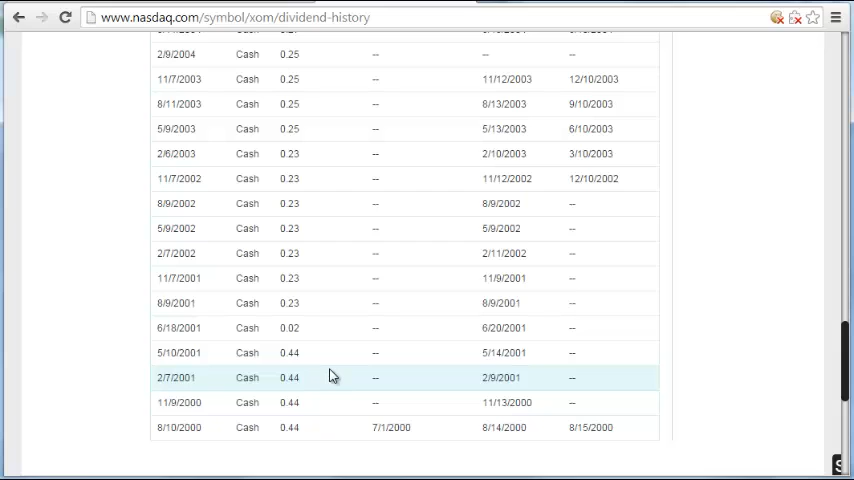 www.nasdaq.com/symbol/xom/dividend-history
2/9/2004 Cash 0.25 -- -- --
11/7/2003 Cash 0.25 -- 11/12/2003 12/10/2003
8/11/2003 Cash 0.25 -- 8/13/2003 9/10/2003
5/9/2003 Cash 0.25 -- 5/13/2003 6/10/2003
2/6/2003 Cash 0.23 -- 2/10/2003 3/10/2003
11/7/2002 Cash 0.23 -- 11/12/2002 12/10/2002
8/9/2002 Cash 0.23 -- 8/9/2002 --
5/9/2002 Cash 0.23 -- 5/9/2002 --
2/7/2002 Cash 0.23 -- 2/11/2002 --
11/7/2001 Cash 0.23 -- 11/9/2001 --
8/9/2001 Cash 0.23 -- 8/9/2001 --
6/18/2001 Cash 0.02 -- 6/20/2001 --
5/10/2001 Cash 0.44 -- 5/14/2001 --
2/7/2001 Cash 0.44 -- 2/9/2001 --
11/9/2000 Cash 0.44 -- 11/13/2000 --
8/10/2000 Cash 0.44 7/1/2000 8/14/2000 8/15/2000